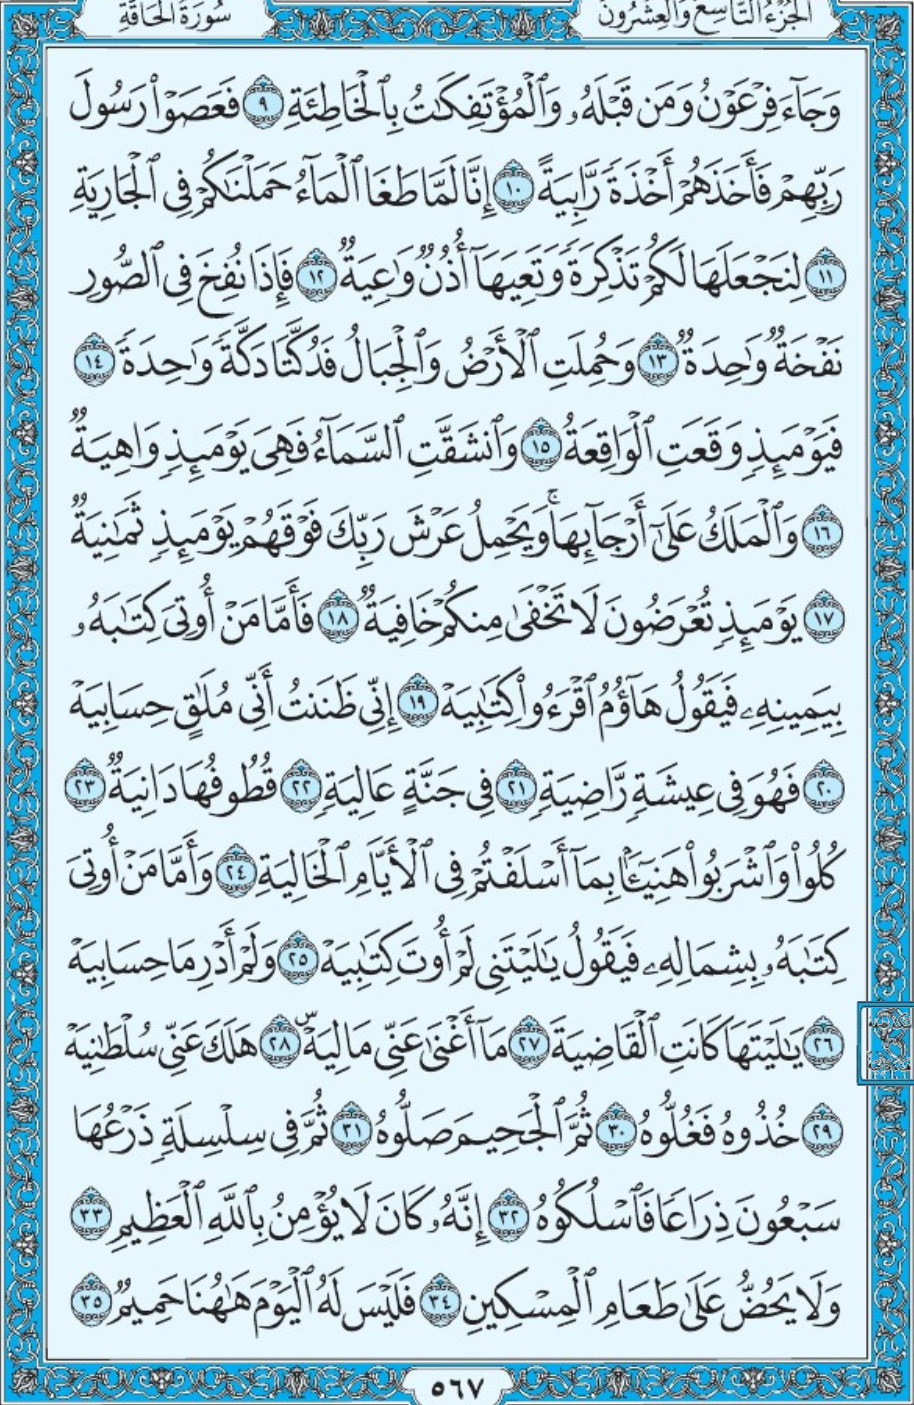 الجُزْءُ التَّاسِعُ وَالعِشْرُونَ
سُورَةُ الحَاقَّةِ
وَجَآءَ فِرْعَوْنُ وَمَن قَبْلَهُۥ وَٱلْمُؤْتَفِكَٰتُ بِٱلْخَاطِئَةِ ٩ فَعَصَوْا۟ رَسُولَ
رَبِّهِمْ فَأَخَذَهُمْ أَخْذَةً رَّابِيَةً ١٠ إِنَّا لَمَّا طَغَا ٱلْمَآءُ حَمَلْنَٰكُمْ فِى ٱلْجَارِيَةِ
١١ لِنَجْعَلَهَا لَكُمْ تَذْكِرَةً وَتَعِيَهَآ أُذُنٌ وَٰعِيَةٌ ١٢ فَإِذَا نُفِخَ فِى ٱلصُّورِ
نَفْخَةٌ وَٰحِدَةٌ ١٣ وَحُمِلَتِ ٱلْأَرْضُ وَٱلْجِبَالُ فَدُكَّتَا دَكَّةً وَٰحِدَةً ١٤
فَيَوْمَئِذٍ وَقَعَتِ ٱلْوَاقِعَةُ ١٥ وَٱنشَقَّتِ ٱلسَّمَآءُ فَهِىَ يَوْمَئِذٍ وَاهِيَةٌ
١٦ وَٱلْمَلَكُ عَلَىٰٓ أَرْجَآئِهَا ۚ وَيَحْمِلُ عَرْشَ رَبِّكَ فَوْقَهُمْ يَوْمَئِذٍ ثَمَٰنِيَةٌ
١٧ يَوْمَئِذٍ تُعْرَضُونَ لَا تَخْفَىٰ مِنكُمْ خَافِيَةٌ ١٨ فَأَمَّا مَنْ أُوتِىَ كِتَٰبَهُۥ
بِيَمِينِهِۦ فَيَقُولُ هَآؤُمُ ٱقْرَءُوا۟ كِتَٰبِيَهْ ١٩ إِنِّى ظَنَنتُ أَنِّى مُلَٰقٍ حِسَابِيَهْ
٢٠ فَهُوَ فِى عِيشَةٍ رَّاضِيَةٍ ٢١ فِى جَنَّةٍ عَالِيَةٍ ٢٢ قُطُوفُهَا دَانِيَةٌ ٢٣
كُلُوا۟ وَٱشْرَبُوا۟ هَنِيٓـًٔۢا بِمَآ أَسْلَفْتُمْ فِى ٱلْأَيَّامِ ٱلْخَالِيَةِ ٢٤ وَأَمَّا مَنْ أُوتِىَ
كِتَٰبَهُۥ بِشِمَالِهِۦ فَيَقُولُ يَٰلَيْتَنِى لَمْ أُوتَ كِتَٰبِيَهْ ٢٥ وَلَمْ أَدْرِ مَا حِسَابِيَهْ
٢٦ يَٰلَيْتَهَا كَانَتِ ٱلْقَاضِيَةَ ٢٧ مَآ أَغْنَىٰ عَنِّى مَالِيَهْ ۜ ٢٨ هَلَكَ عَنِّى سُلْطَٰنِيَهْ
٢٩ خُذُوهُ فَغُلُّوهُ ٣٠ ثُمَّ ٱلْجَحِيمَ صَلُّوهُ ٣١ ثُمَّ فِى سِلْسِلَةٍ ذَرْعُهَا
سَبْعُونَ ذِرَاعًا فَٱسْلُكُوهُ ٣٢ إِنَّهُۥ كَانَ لَا يُؤْمِنُ بِٱللَّهِ ٱلْعَظِيمِ ٣٣
وَلَا يَحُضُّ عَلَىٰ طَعَامِ ٱلْمِسْكِينِ ٣٤ فَلَيْسَ لَهُ ٱلْيَوْمَ هَٰهُنَا حَمِيمٌ ٣٥
٥٦٧